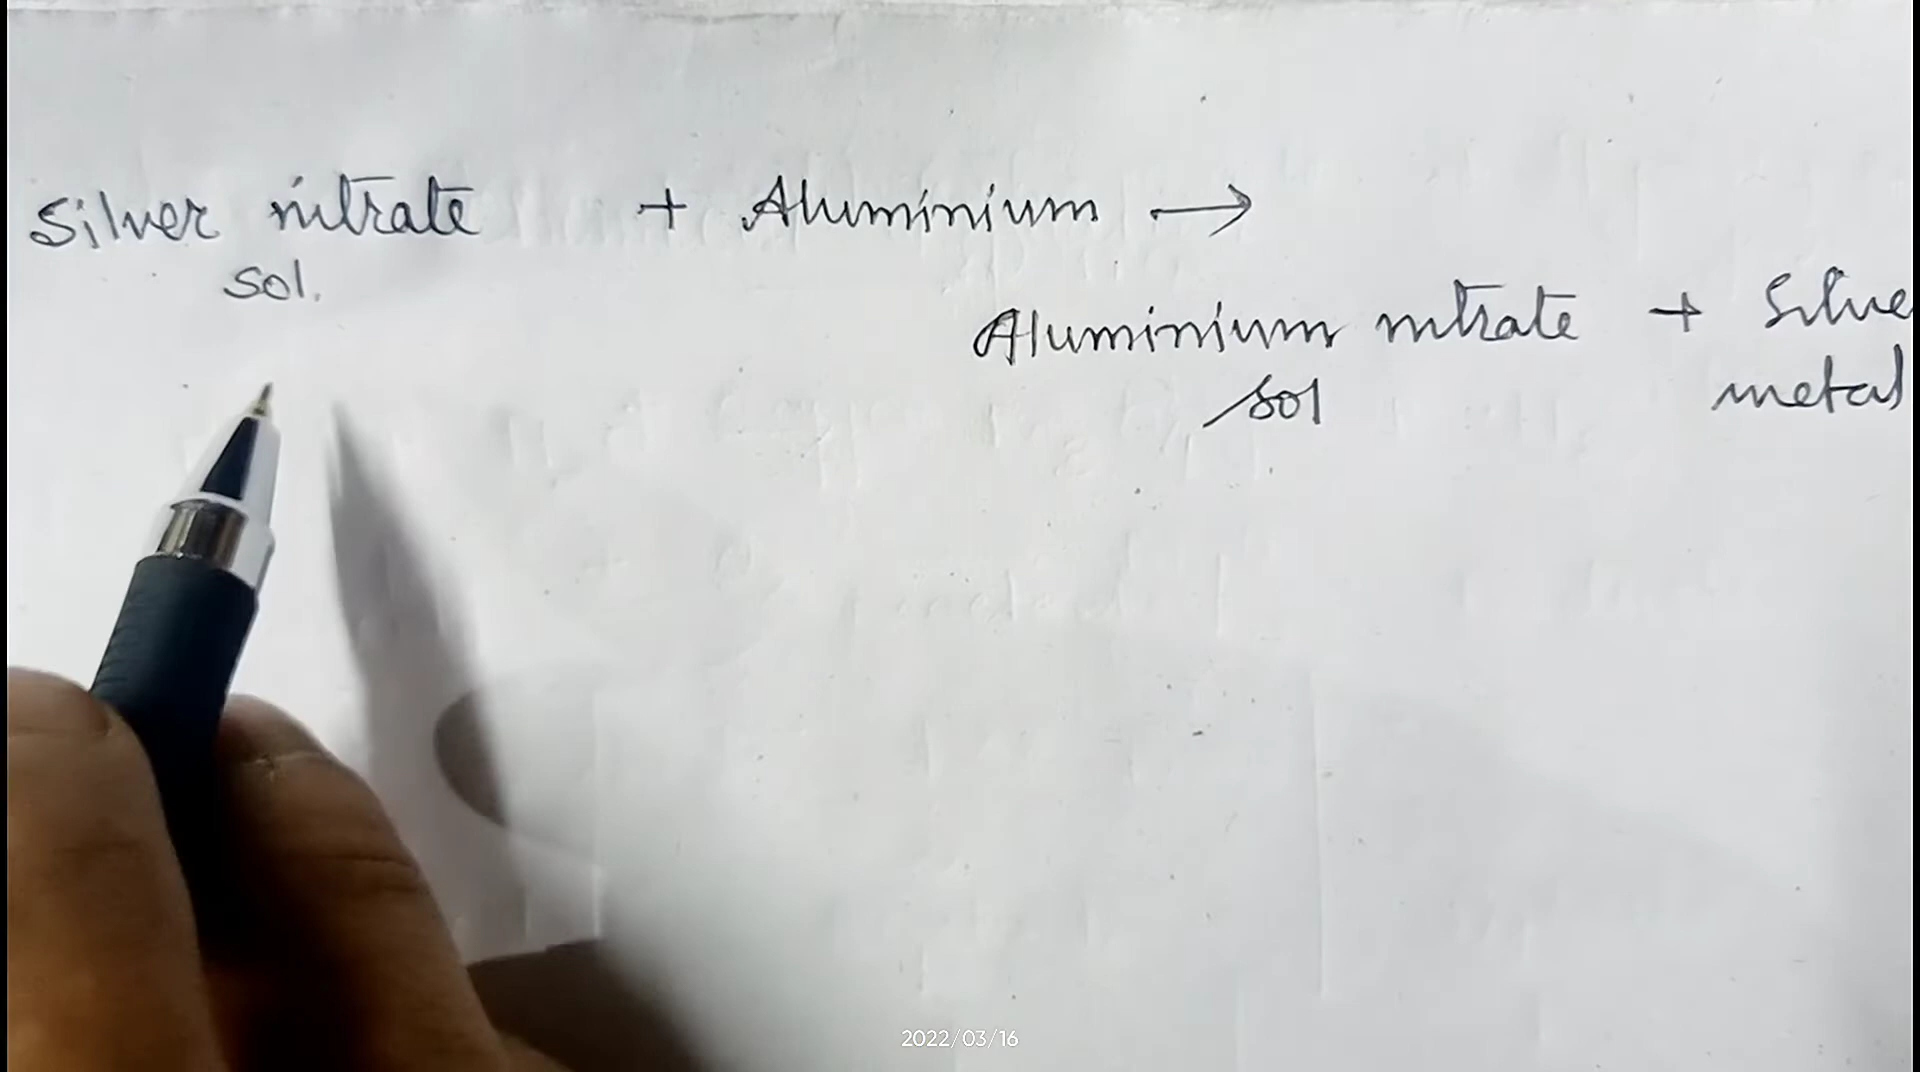 Silver nitrate + Aluminium →
sol.
Aluminium nitrate + Silve
sol metal
2022/03/16